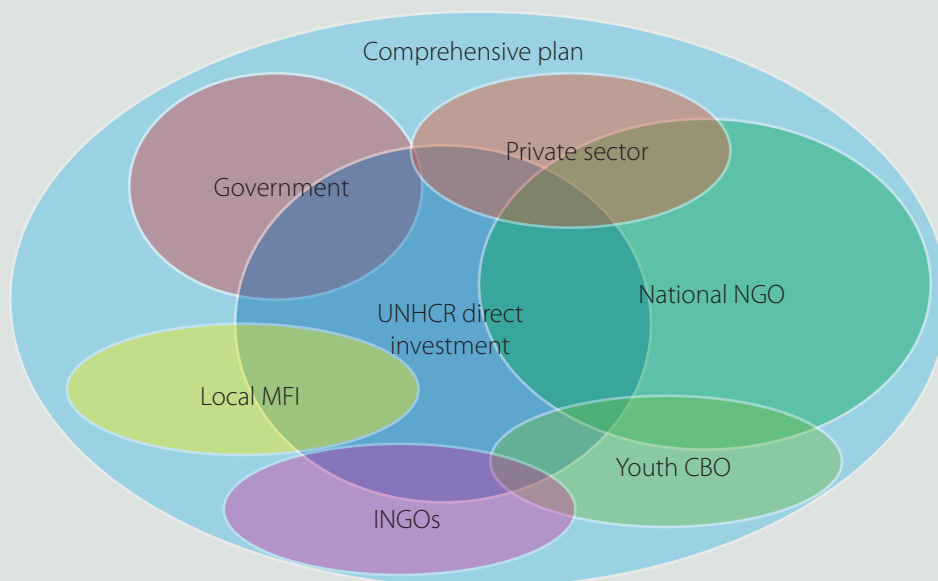 Comprehensive plan
Private sector
Government
National NGO
UNHCR direct
investment
Local MFI
Youth CBO
INGOs